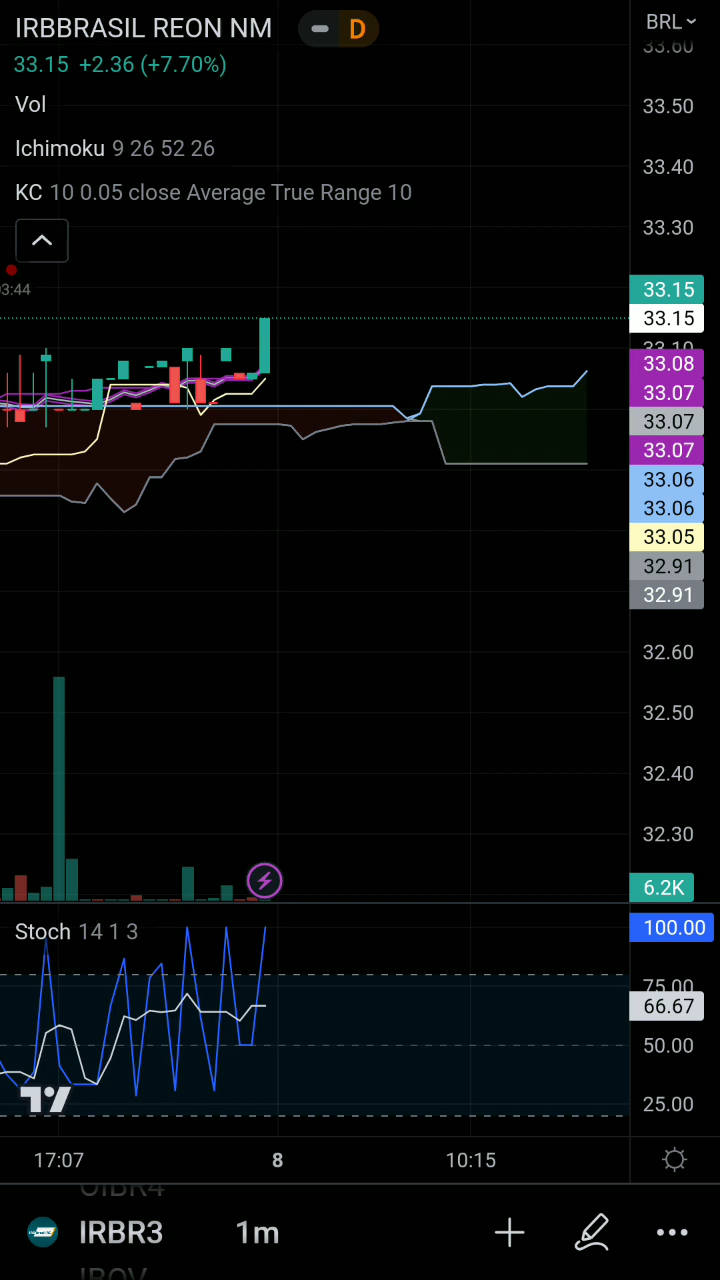 IRBBRASIL REON NM
D
BRL
33.60
33.15 +2.36 (+7.70%)
Vol
33.50
Ichimoku 9 26 52 26
33.40
KC 10 0.05 close Average True Range 10
33.30
03:44
33.15
33.15
33.10
33.08
33.07
33.07
33.07
33.06
33.06
33.05
32.91
32.91
32.60
32.50
32.40
32.30
6.2K
Stoch 14 1 3
100.00
75.00
66.67
50.00
25.00
17:07 8 10:15
OIBR4
IRBR3 1m
IBOV